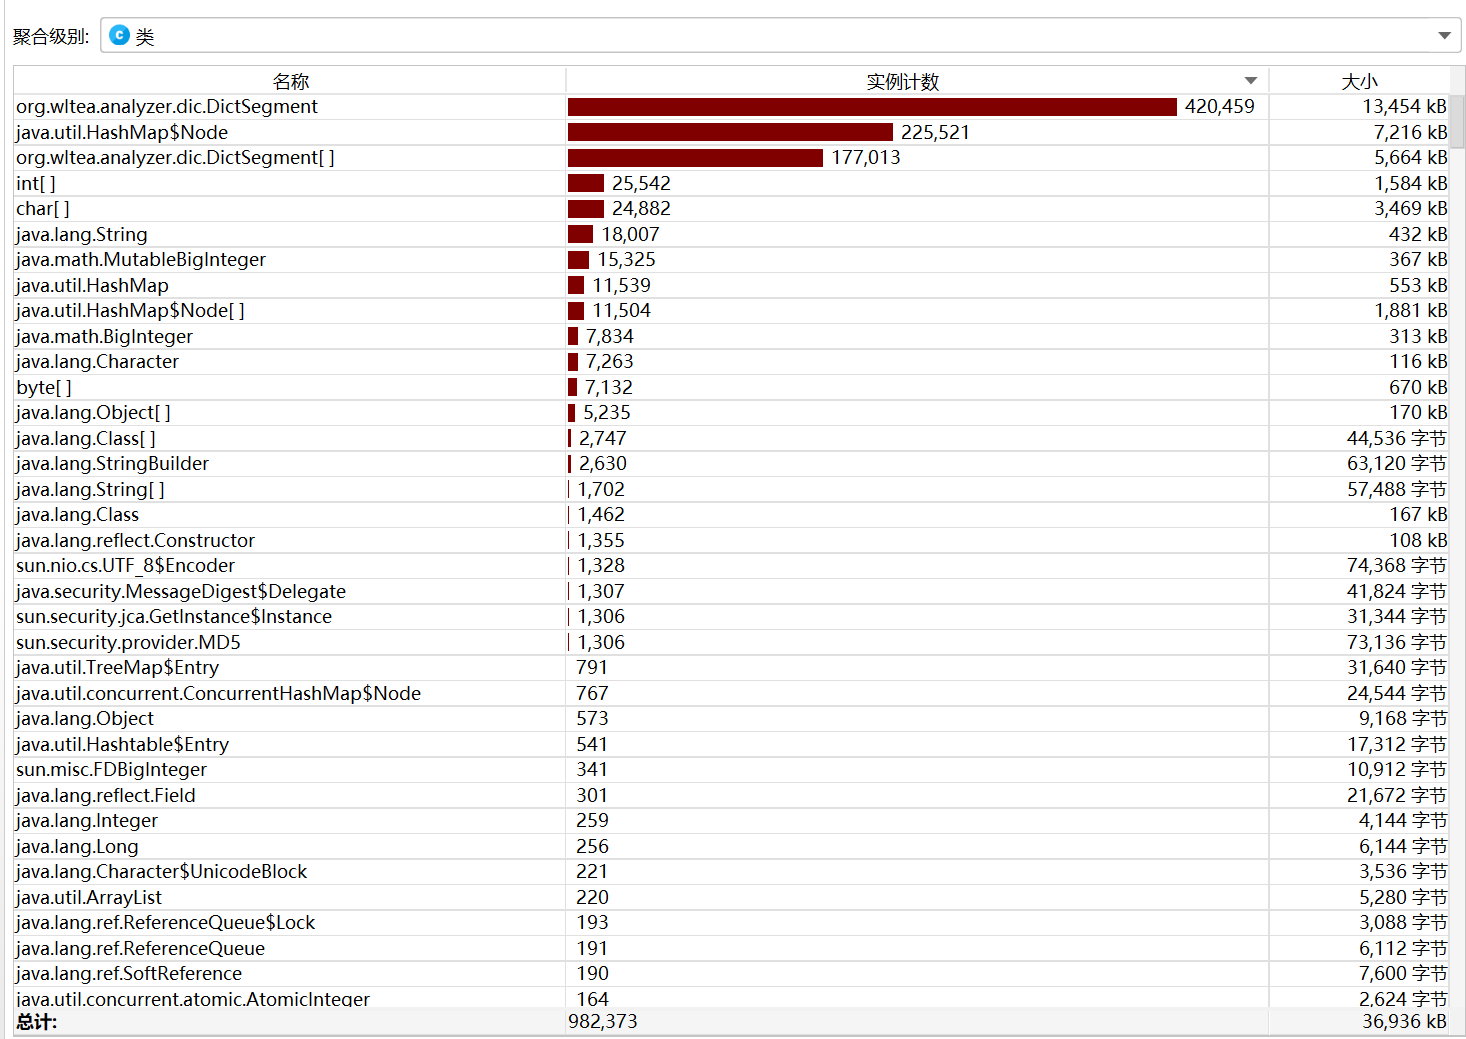 聚合级别: C 类
名称 实例计数 大小
org.wltea.analyzer.dic.DictSegment 420,459 13,454 kB
java.util.HashMap$Node 225,521 7,216 kB
org.wltea.analyzer.dic.DictSegment[ ] 177,013 5,664 kB
int[ ] 25,542 1,584 kB
char[ ] 24,882 3,469 kB
java.lang.String 18,007 432 kB
java.math.MutableBigInteger 15,325 367 kB
java.util.HashMap 11,539 553 kB
java.util.HashMap$Node[ ] 11,504 1,881 kB
java.math.BigInteger 7,834 313 kB
java.lang.Character 7,263 116 kB
byte[ ] 7,132 670 kB
java.lang.Object[ ] 5,235 170 kB
java.lang.Class[ ] 2,747 44,536 字节
java.lang.StringBuilder 2,630 63,120 字节
java.lang.String[ ] 1,702 57,488 字节
java.lang.Class 1,462 167 kB
java.lang.reflect.Constructor 1,355 108 kB
sun.nio.cs.UTF_8$Encoder 1,328 74,368 字节
java.security.MessageDigest$Delegate 1,307 41,824 字节
sun.security.jca.GetInstance$Instance 1,306 31,344 字节
sun.security.provider.MD5 1,306 73,136 字节
java.util.TreeMap$Entry 791 31,640 字节
java.util.concurrent.ConcurrentHashMap$Node 767 24,544 字节
java.lang.Object 573 9,168 字节
java.util.Hashtable$Entry 541 17,312 字节
sun.misc.FDBigInteger 341 10,912 字节
java.lang.reflect.Field 301 21,672 字节
java.lang.Integer 259 4,144 字节
java.lang.Long 256 6,144 字节
java.lang.Character$UnicodeBlock 221 3,536 字节
java.util.ArrayList 220 5,280 字节
java.lang.ref.ReferenceQueue$Lock 193 3,088 字节
java.lang.ref.ReferenceQueue 191 6,112 字节
java.lang.ref.SoftReference 190 7,600 字节
java.util.concurrent.atomic.AtomicInteger 164 2,624 字节
总计: 982,373 36,936 kB